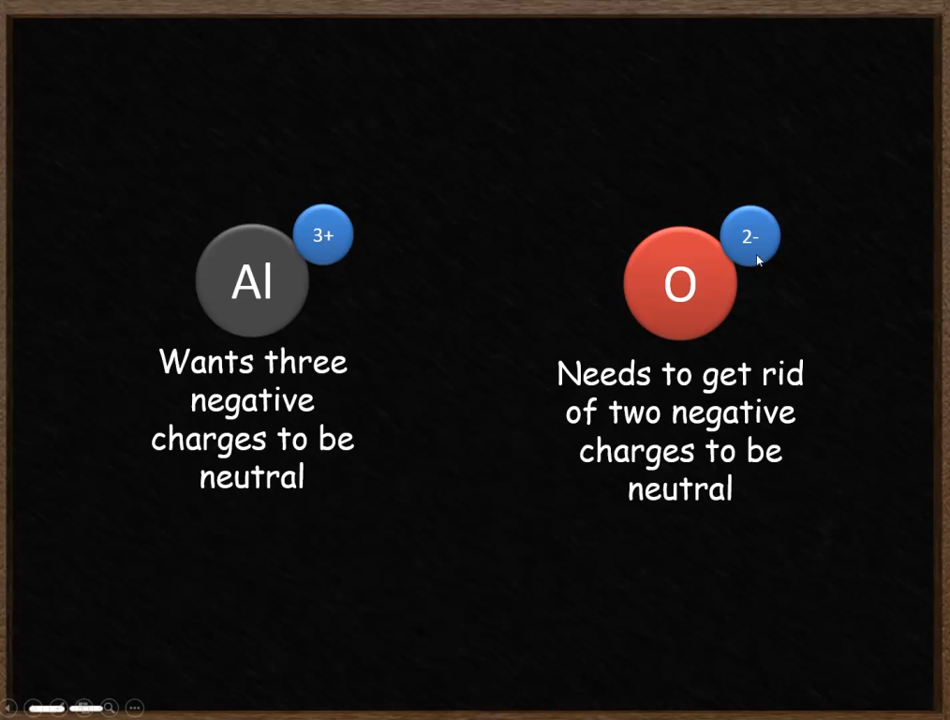 3+
Al
Wants three
negative
charges to be
neutral
2-
O
Needs to get rid
of two negative
charges to be
neutral